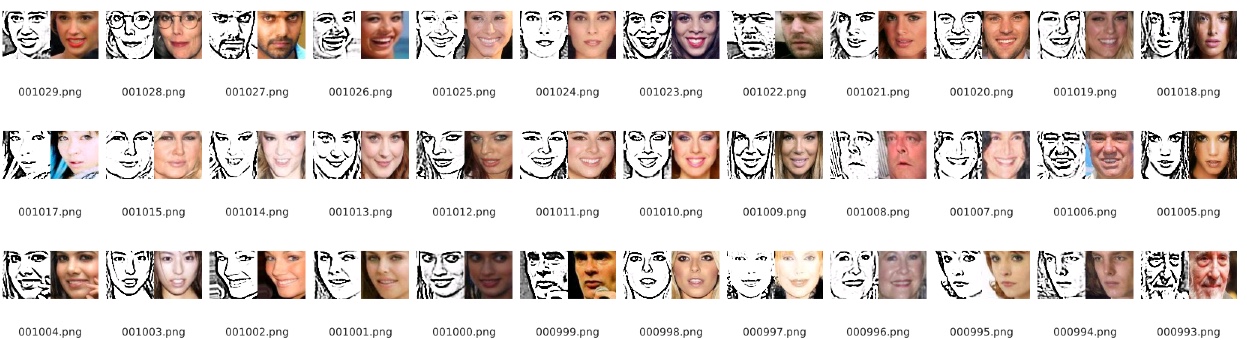 001029.png 001028.png 001027.png 001026.png 001025.png 001024.png 001023.png 001022.png 001021.png 001020.png 001019.png 001018.png
001017.png 001015.png 001014.png 001013.png 001012.png 001011.png 001010.png 001009.png 001008.png 001007.png 001006.png 001005.png
001004.png 001003.png 001002.png 001001.png 001000.png 000999.png 000998.png 000997.png 000996.png 000995.png 000994.png 000993.png